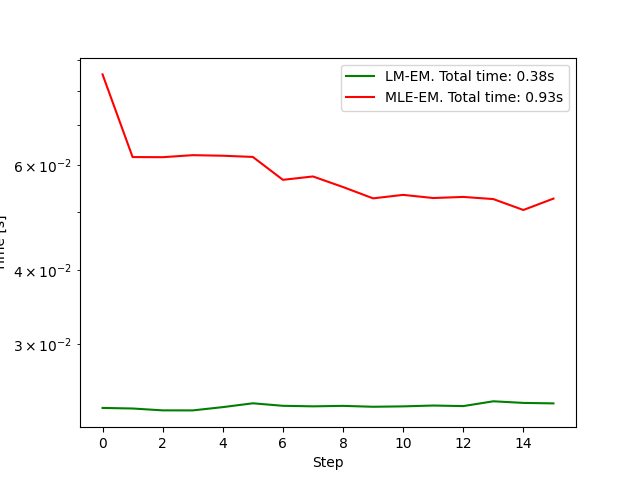 LM-EM. Total time: 0.38s
MLE-EM. Total time: 0.93s
6 × 10⁻²
4 × 10⁻²
3 × 10⁻²
Time [s]
0 2 4 6 8 10 12 14
Step